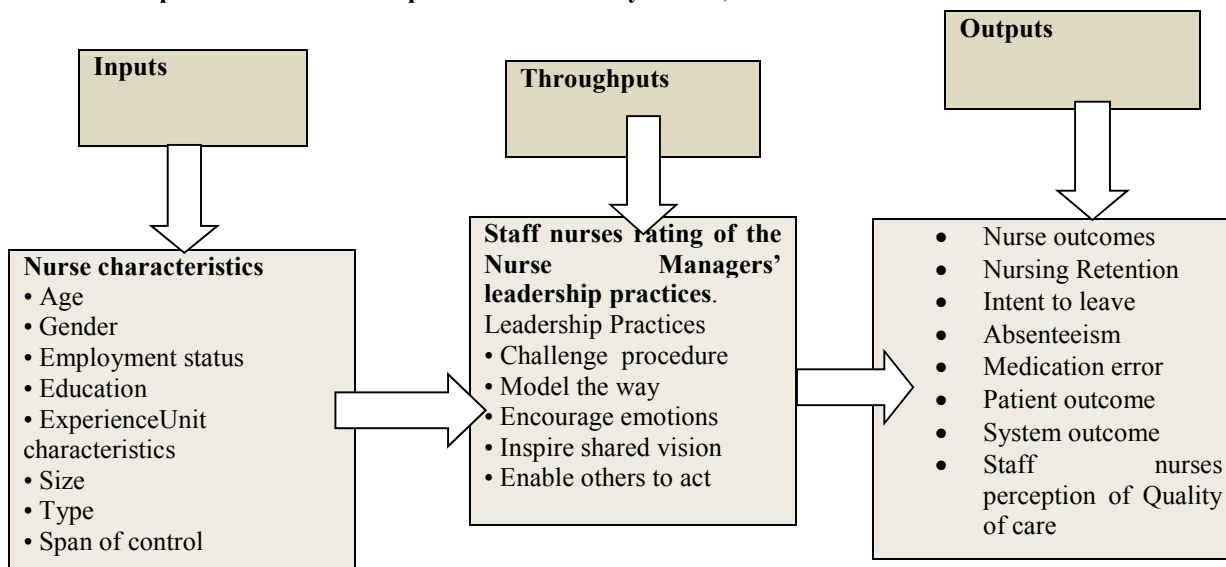 Outputs
Inputs
Throughputs
Staff nurses rating of the
Nurse Managers’
leadership practices.
Leadership Practices
• Challenge procedure
• Model the way
• Encourage emotions
• Inspire shared vision
• Enable others to act
Nurse characteristics
• Age
• Gender
• Employment status
• Education
• ExperienceUnit
characteristics
• Size
• Type
• Span of control
• Nurse outcomes
• Nursing Retention
• Intent to leave
• Absenteeism
• Medication error
• Patient outcome
• System outcome
• Staff nurses
perception of Quality
of care